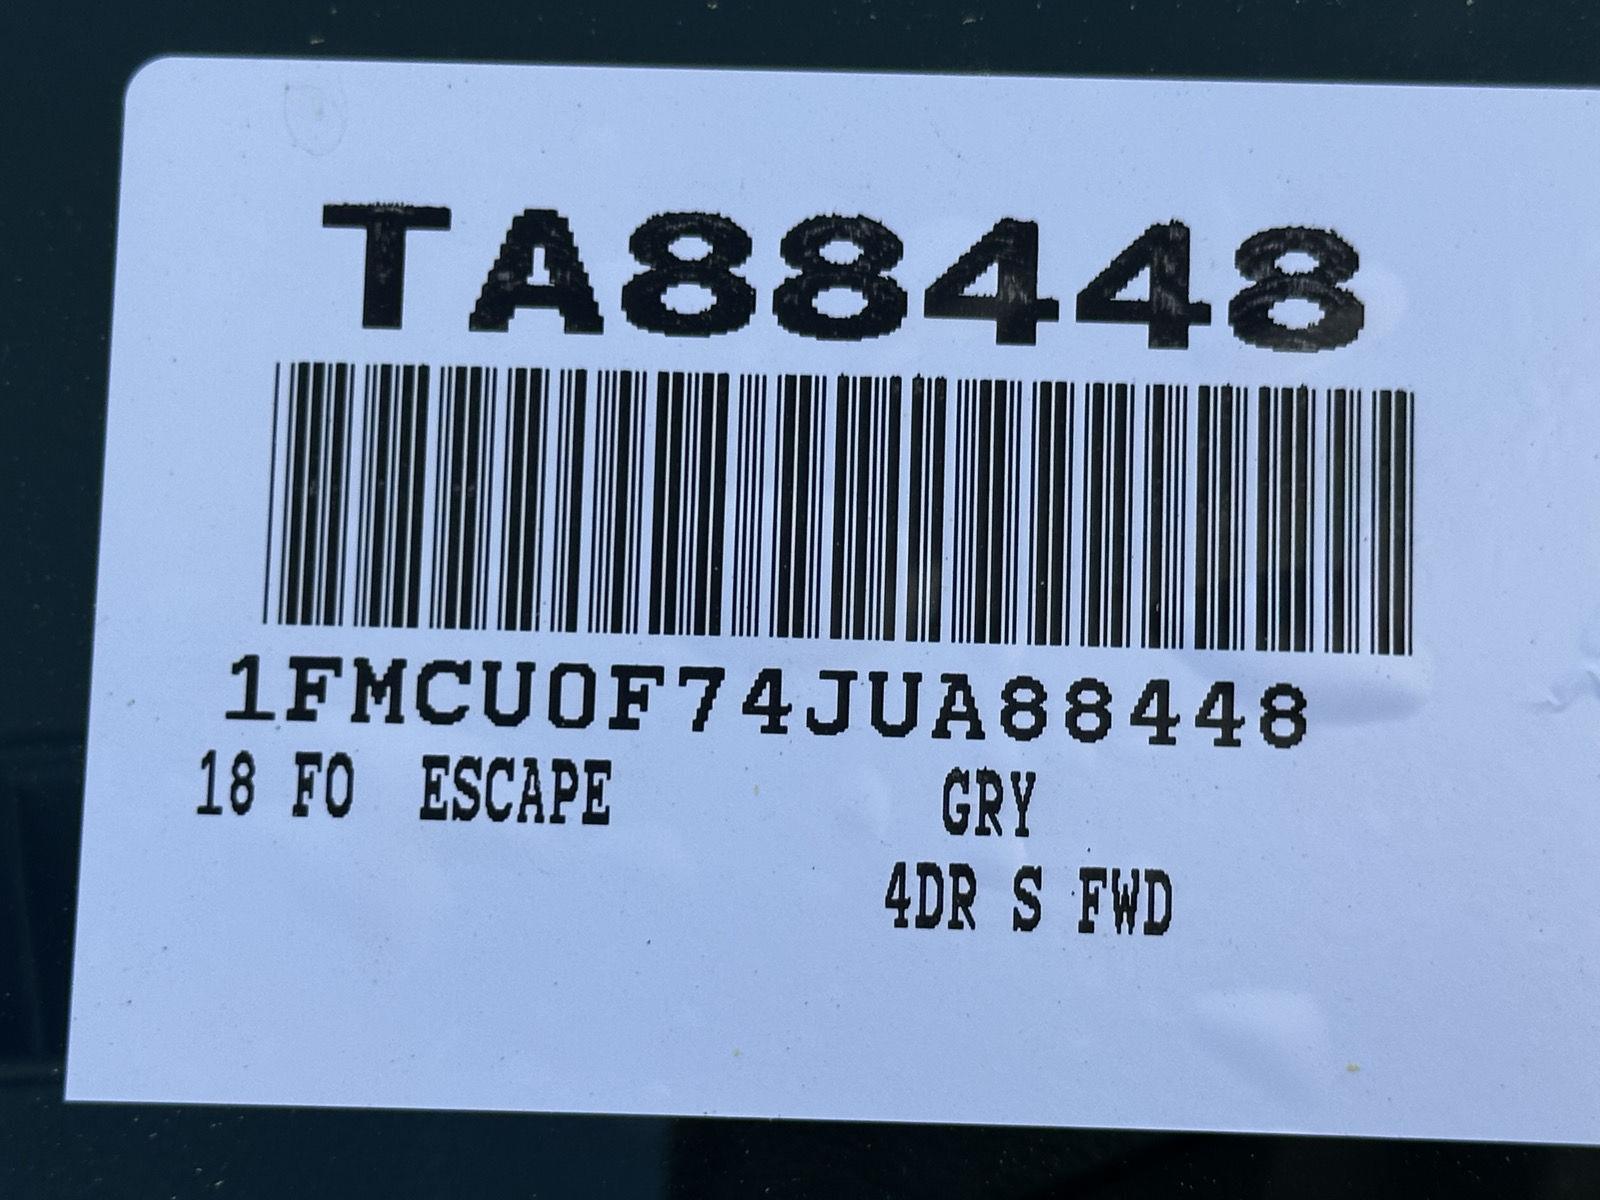 TA88448
1FMCU0F74JUA88448
18 FO ESCAPE GRY
4DR S FWD